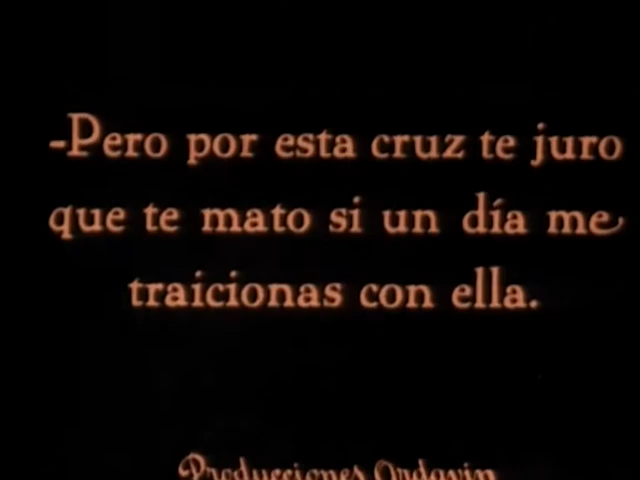 -Pero por esta cruz te juro
que te mato si un día me
traicionas con ella.
Producciones Ordavin